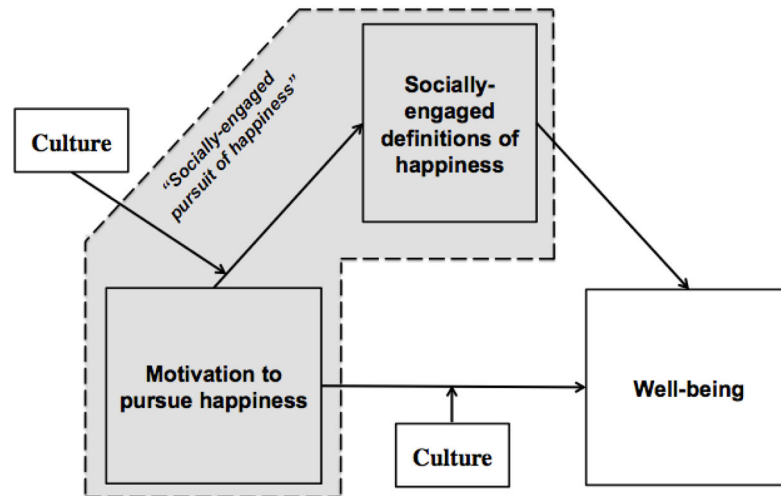 “Socially-engaged
pursuit of happiness”
Socially-
engaged
definitions of
happiness
Culture
Motivation to
pursue happiness
Well-being
Culture